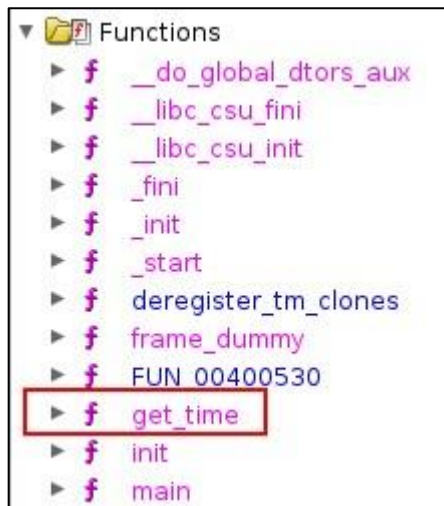 Functions
f __do_global_dtors_aux
f __libc_csu_fini
f __libc_csu_init
f _fini
f _init
f _start
f deregister_tm_clones
f frame_dummy
f FUN_00400530
f get_time
f init
f main